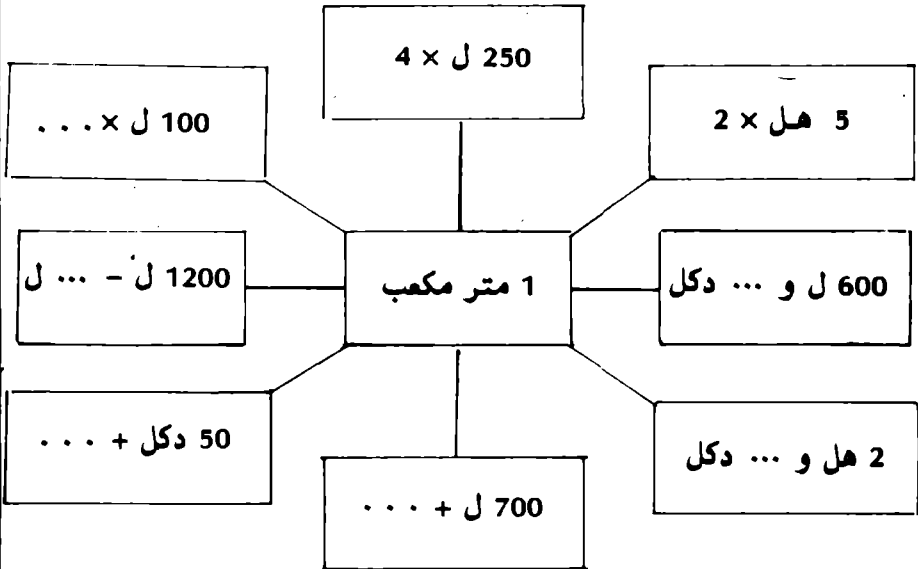 250 ل × 4
5 هـل × 2
100 ل × . . .
1200 ل - ... ل
1 متر مكعب
600 ل و ... دكل
50 دكل + . . .
2 هل و ... دكل
700 ل + . . .